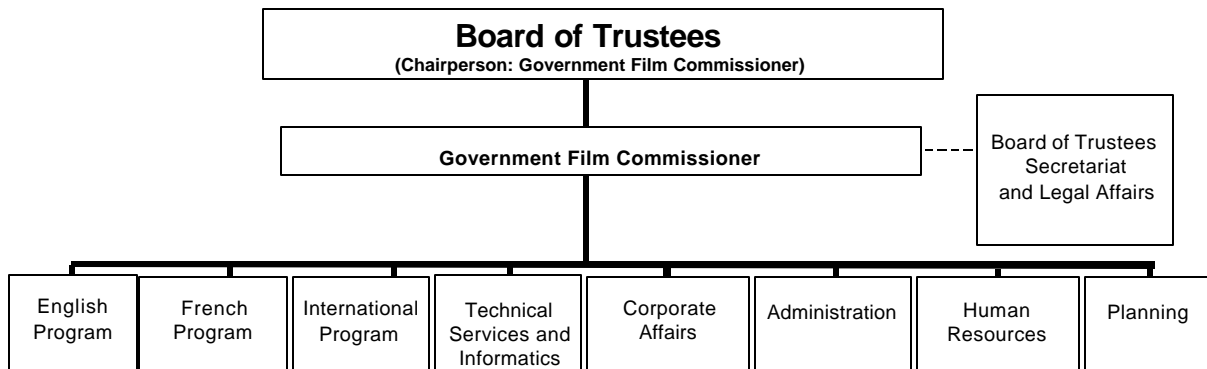 Board of Trustees
(Chairperson: Government Film Commissioner)
Government Film Commissioner
Board of Trustees
Secretariat
and Legal Affairs
English
Program
French
Program
International
Program
Technical
Services and
Informatics
Corporate
Affairs
Administration
Human
Resources
Planning